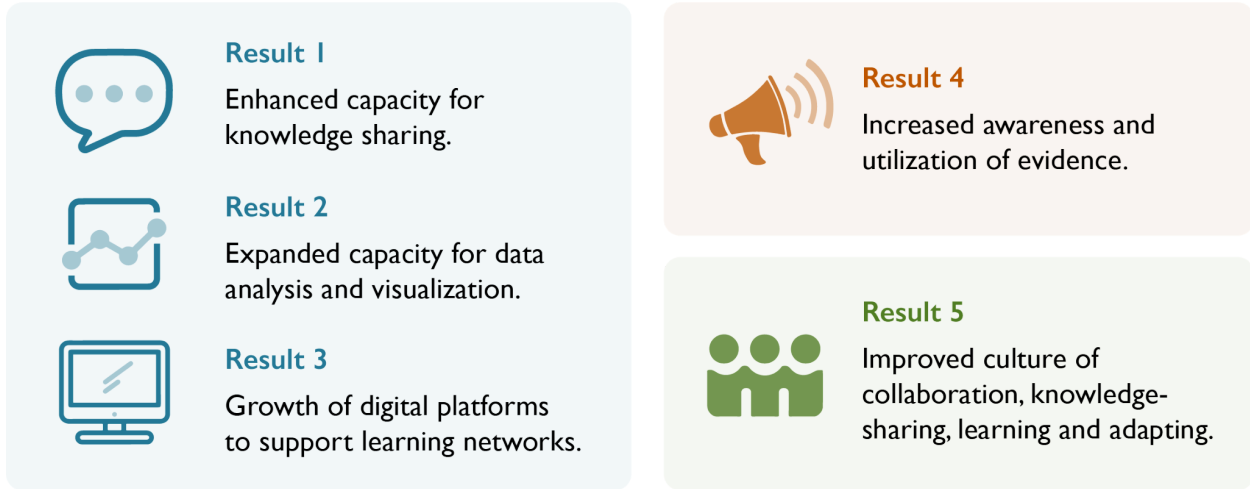 Result 1
Enhanced capacity for
knowledge sharing.
Result 2
Expanded capacity for data
analysis and visualization.
Result 3
Growth of digital platforms
to support learning networks.
Result 4
Increased awareness and
utilization of evidence.
Result 5
Improved culture of
collaboration, knowledge-
sharing, learning and adapting.